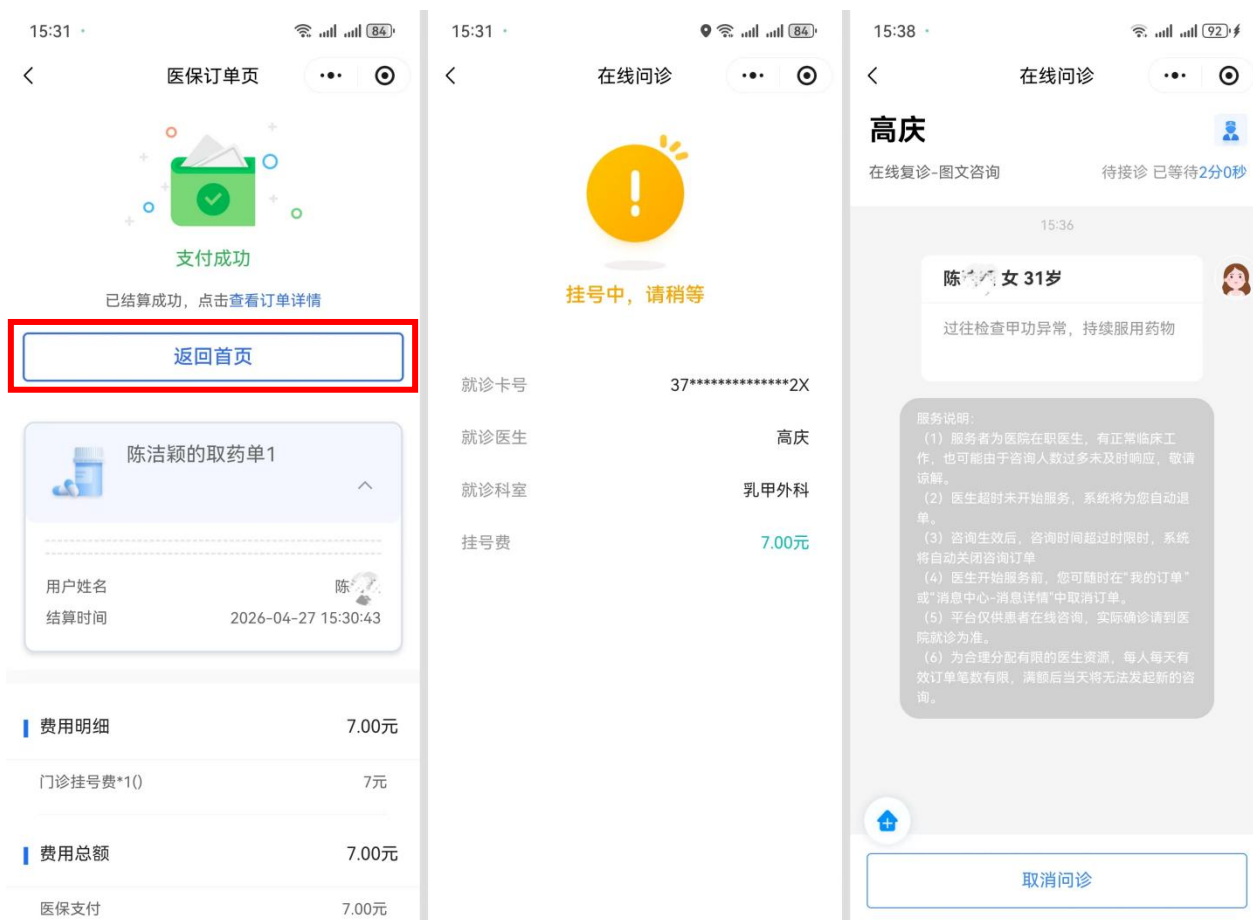 15:31
84
医保订单页
支付成功
已结算成功，点击查看订单详情
返回首页
陈洁颖的取药单1
用户姓名
陈
结算时间
2026-04-27 15:30:43
费用明细
7.00元
门诊挂号费*1()
7元
费用总额
7.00元
医保支付
7.00元
15:31
84
在线问诊
挂号中，请稍等
就诊卡号
37**************2X
就诊医生
高庆
就诊科室
乳甲外科
挂号费
7.00元
15:38
92
在线问诊
高庆
在线复诊-图文咨询
待接诊 已等待2分0秒
15:36
陈 女 31岁
过往检查甲功异常，持续服用药物
服务说明：
（1）服务者为医院在职医生，有正常临床工
作，也可能由于咨询人数过多未及时响应，敬请
谅解。
（2）医生超时未开始服务，系统将为您自动退
单。
（3）咨询生效后，咨询时间超过时限时，系统
将自动关闭咨询订单
（4）医生开始服务前，您可随时在“我的订单”
或“消息中心-消息详情”中取消订单。
（5）平台仅供患者在线咨询，实际确诊请到医
院就诊为准。
（6）为合理分配有限的医生资源，每人每天有
效订单笔数有限，满额后当天将无法发起新的咨
询。
取消问诊